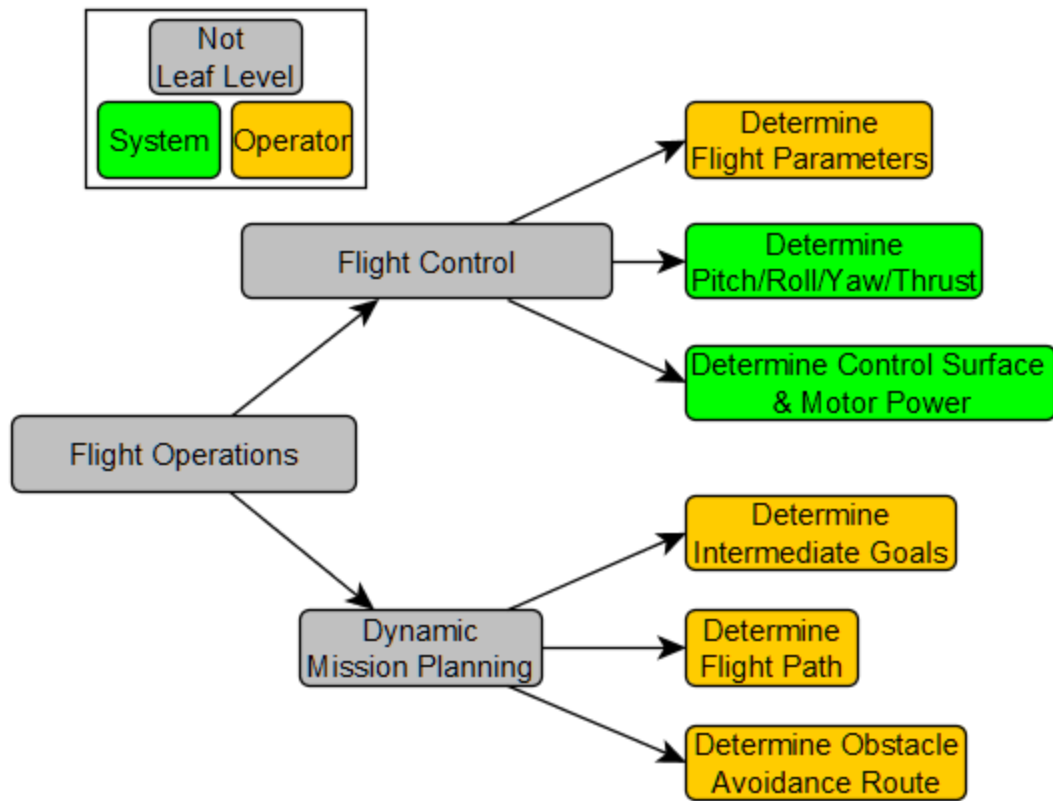 Not
Leaf Level
System
Operator
Determine
Flight Parameters
Flight Control
Determine
Pitch/Roll/Yaw/Thrust
Determine Control Surface
& Motor Power
Flight Operations
Determine
Intermediate Goals
Dynamic
Mission Planning
Determine
Flight Path
Determine Obstacle
Avoidance Route